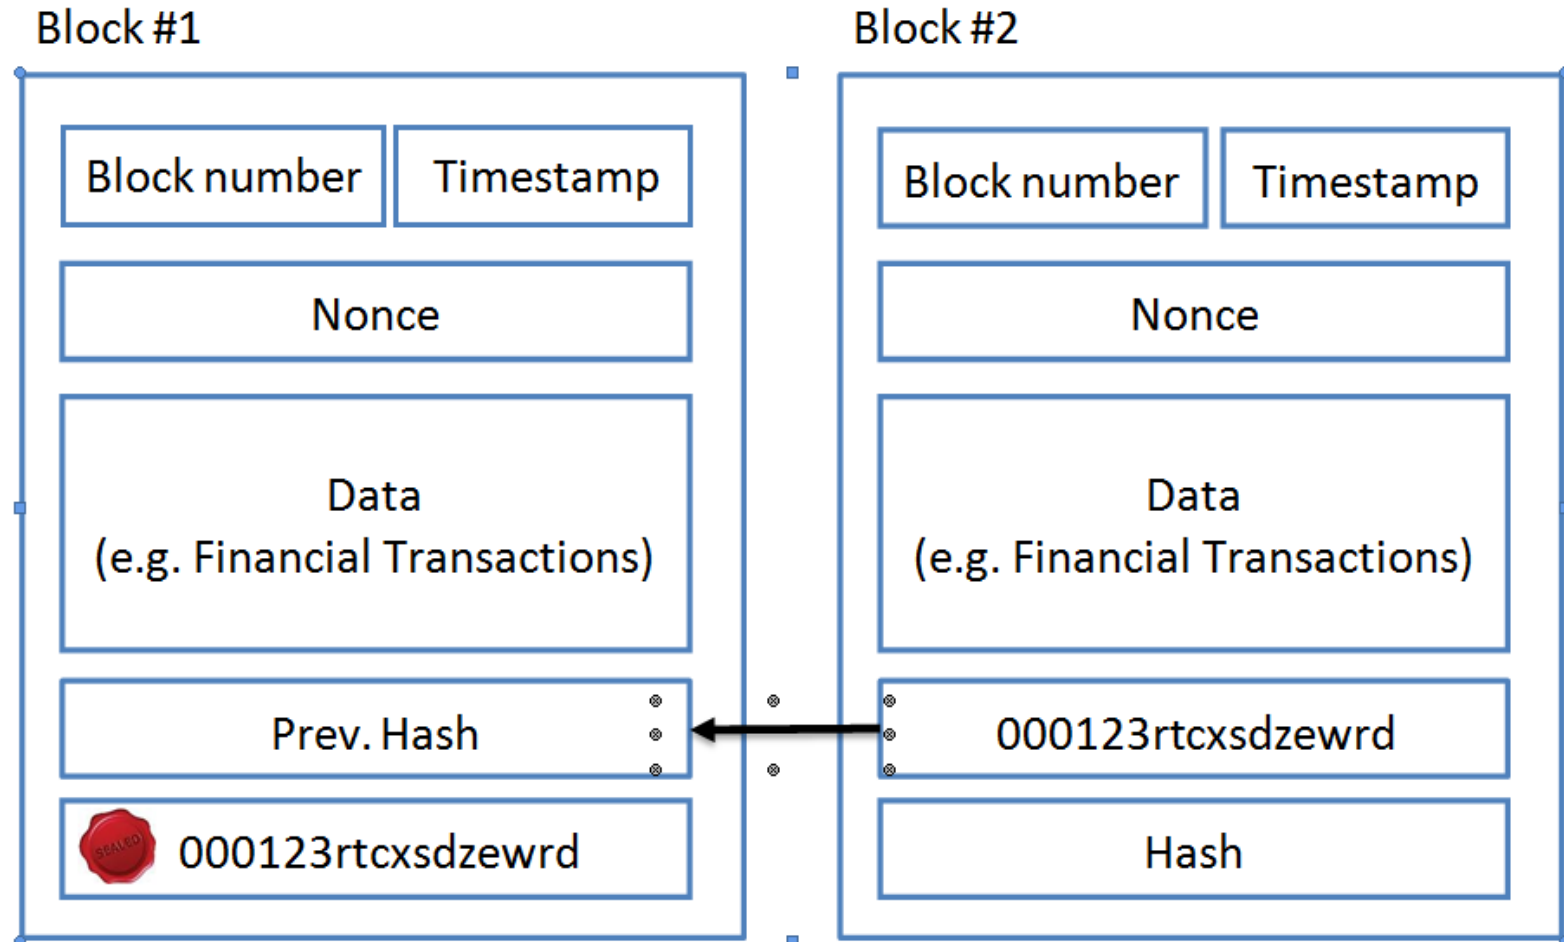 Block #1
Block number
Timestamp
Nonce
Data
(e.g. Financial Transactions)
Prev. Hash
SEALED
000123rtcxsdzewrd
Block #2
Block number
Timestamp
Nonce
Data
(e.g. Financial Transactions)
000123rtcxsdzewrd
Hash